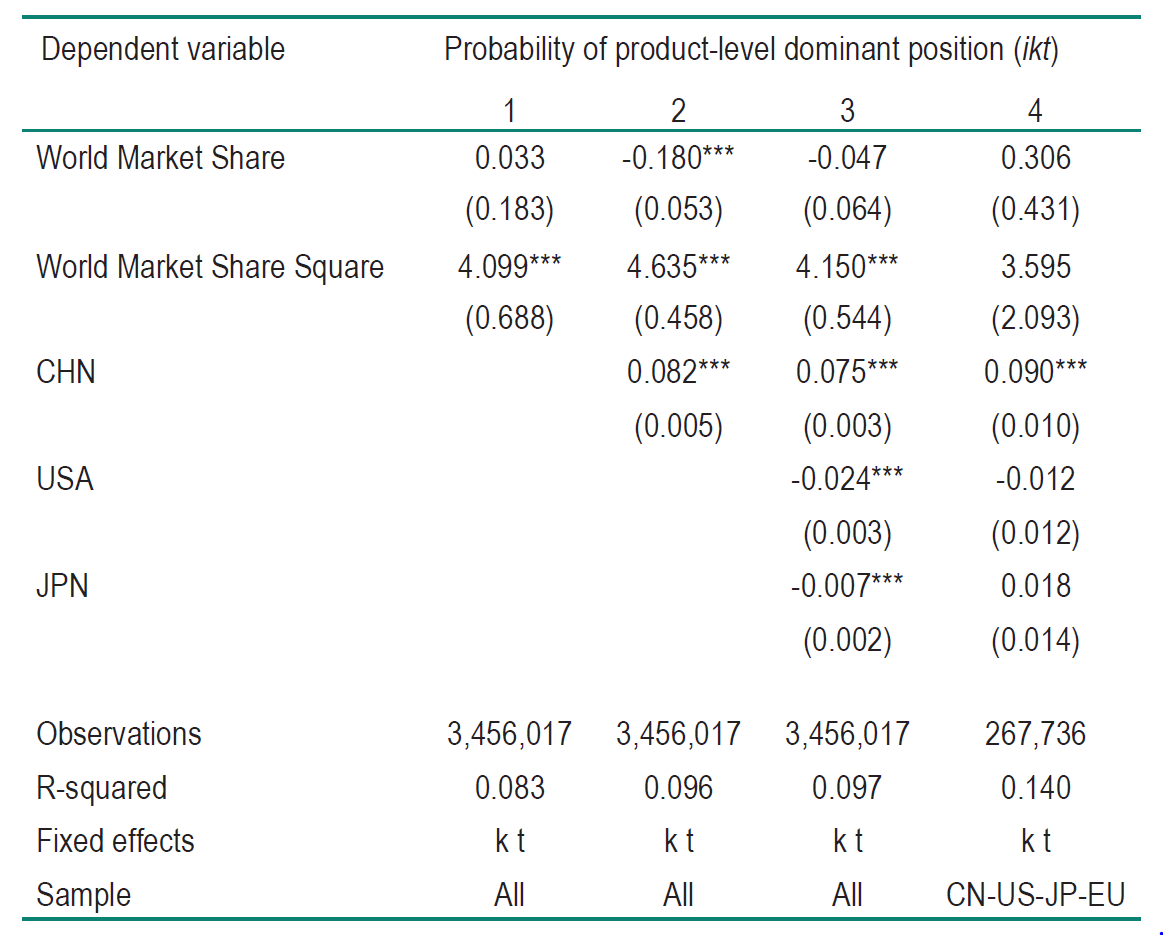 Dependent variable Probability of product-level dominant position (ikt)
1 2 3 4
World Market Share 0.033 -0.180*** -0.047 0.306
(0.183) (0.053) (0.064) (0.431)
World Market Share Square 4.099*** 4.635*** 4.150*** 3.595
(0.688) (0.458) (0.544) (2.093)
CHN 0.082*** 0.075*** 0.090***
(0.005) (0.003) (0.010)
USA -0.024*** -0.012
(0.003) (0.012)
JPN -0.007*** 0.018
(0.002) (0.014)
Observations 3,456,017 3,456,017 3,456,017 267,736
R-squared 0.083 0.096 0.097 0.140
Fixed effects k t k t k t k t
Sample All All All CN-US-JP-EU